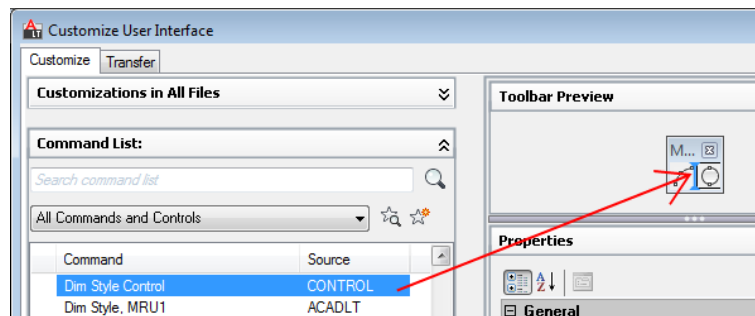 LT Customize User Interface
Customize Transfer
Customizations in All Files
Command List:
Search command list
All Commands and Controls
Command Source
Dim Style Control CONTROL
Dim Style, MRU1 ACADLT
Toolbar Preview
M...
Properties
General